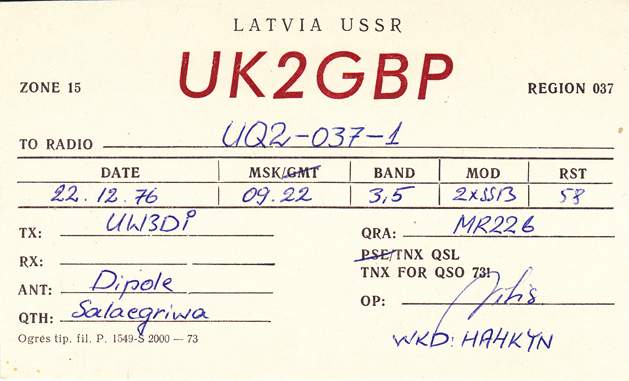 LATVIA USSR
ZONE 15 UK2GBP REGION 037
TO RADIO UQ2-037-1
DATE MSK/GMT BAND MOD RST
22.12.76 09.22 3,5 2xSSB 58
TX: UW3Di QRA: MR22b
RX: PSE/TNX QSL
TNX FOR QSO 73!
ANT: Dipole OP:
QTH: Salaegriwa
WKD: HA4KYN
Ogres tip. fil. P. 1549-S 2000 — 73